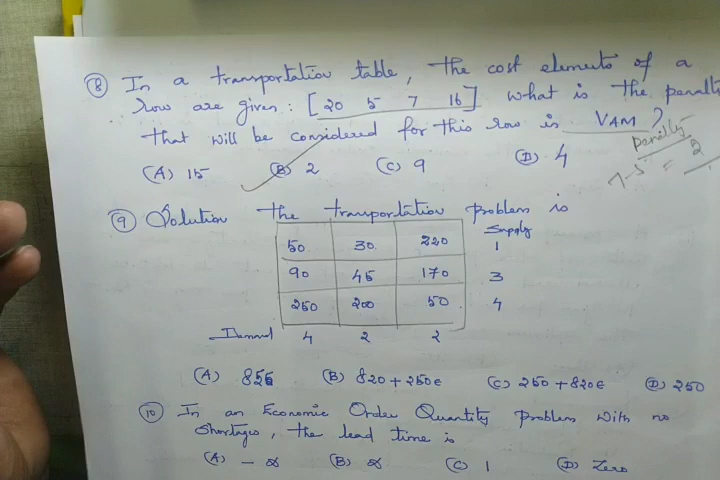 ⑧ In a transportation table, the cost elements of a
row are given: [20 5 7 16] what is the penalty
that will be considered for this row in VAM?
Penalty
7-5 = 2
(A) 15 (B) 2 (C) 9 (D) 4
⑨ Solution the transportation problem is
Supply
50 30 220 1
90 45 170 3
250 200 50 4
Demand 4 2 2
(A) 855 (B) 820+250ε (C) 250+820ε (D) 250
⑩ In an Economic Order Quantity problem with no
shortages, the lead time is
(A) -∞ (B) ∞ (C) 1 (D) Zero